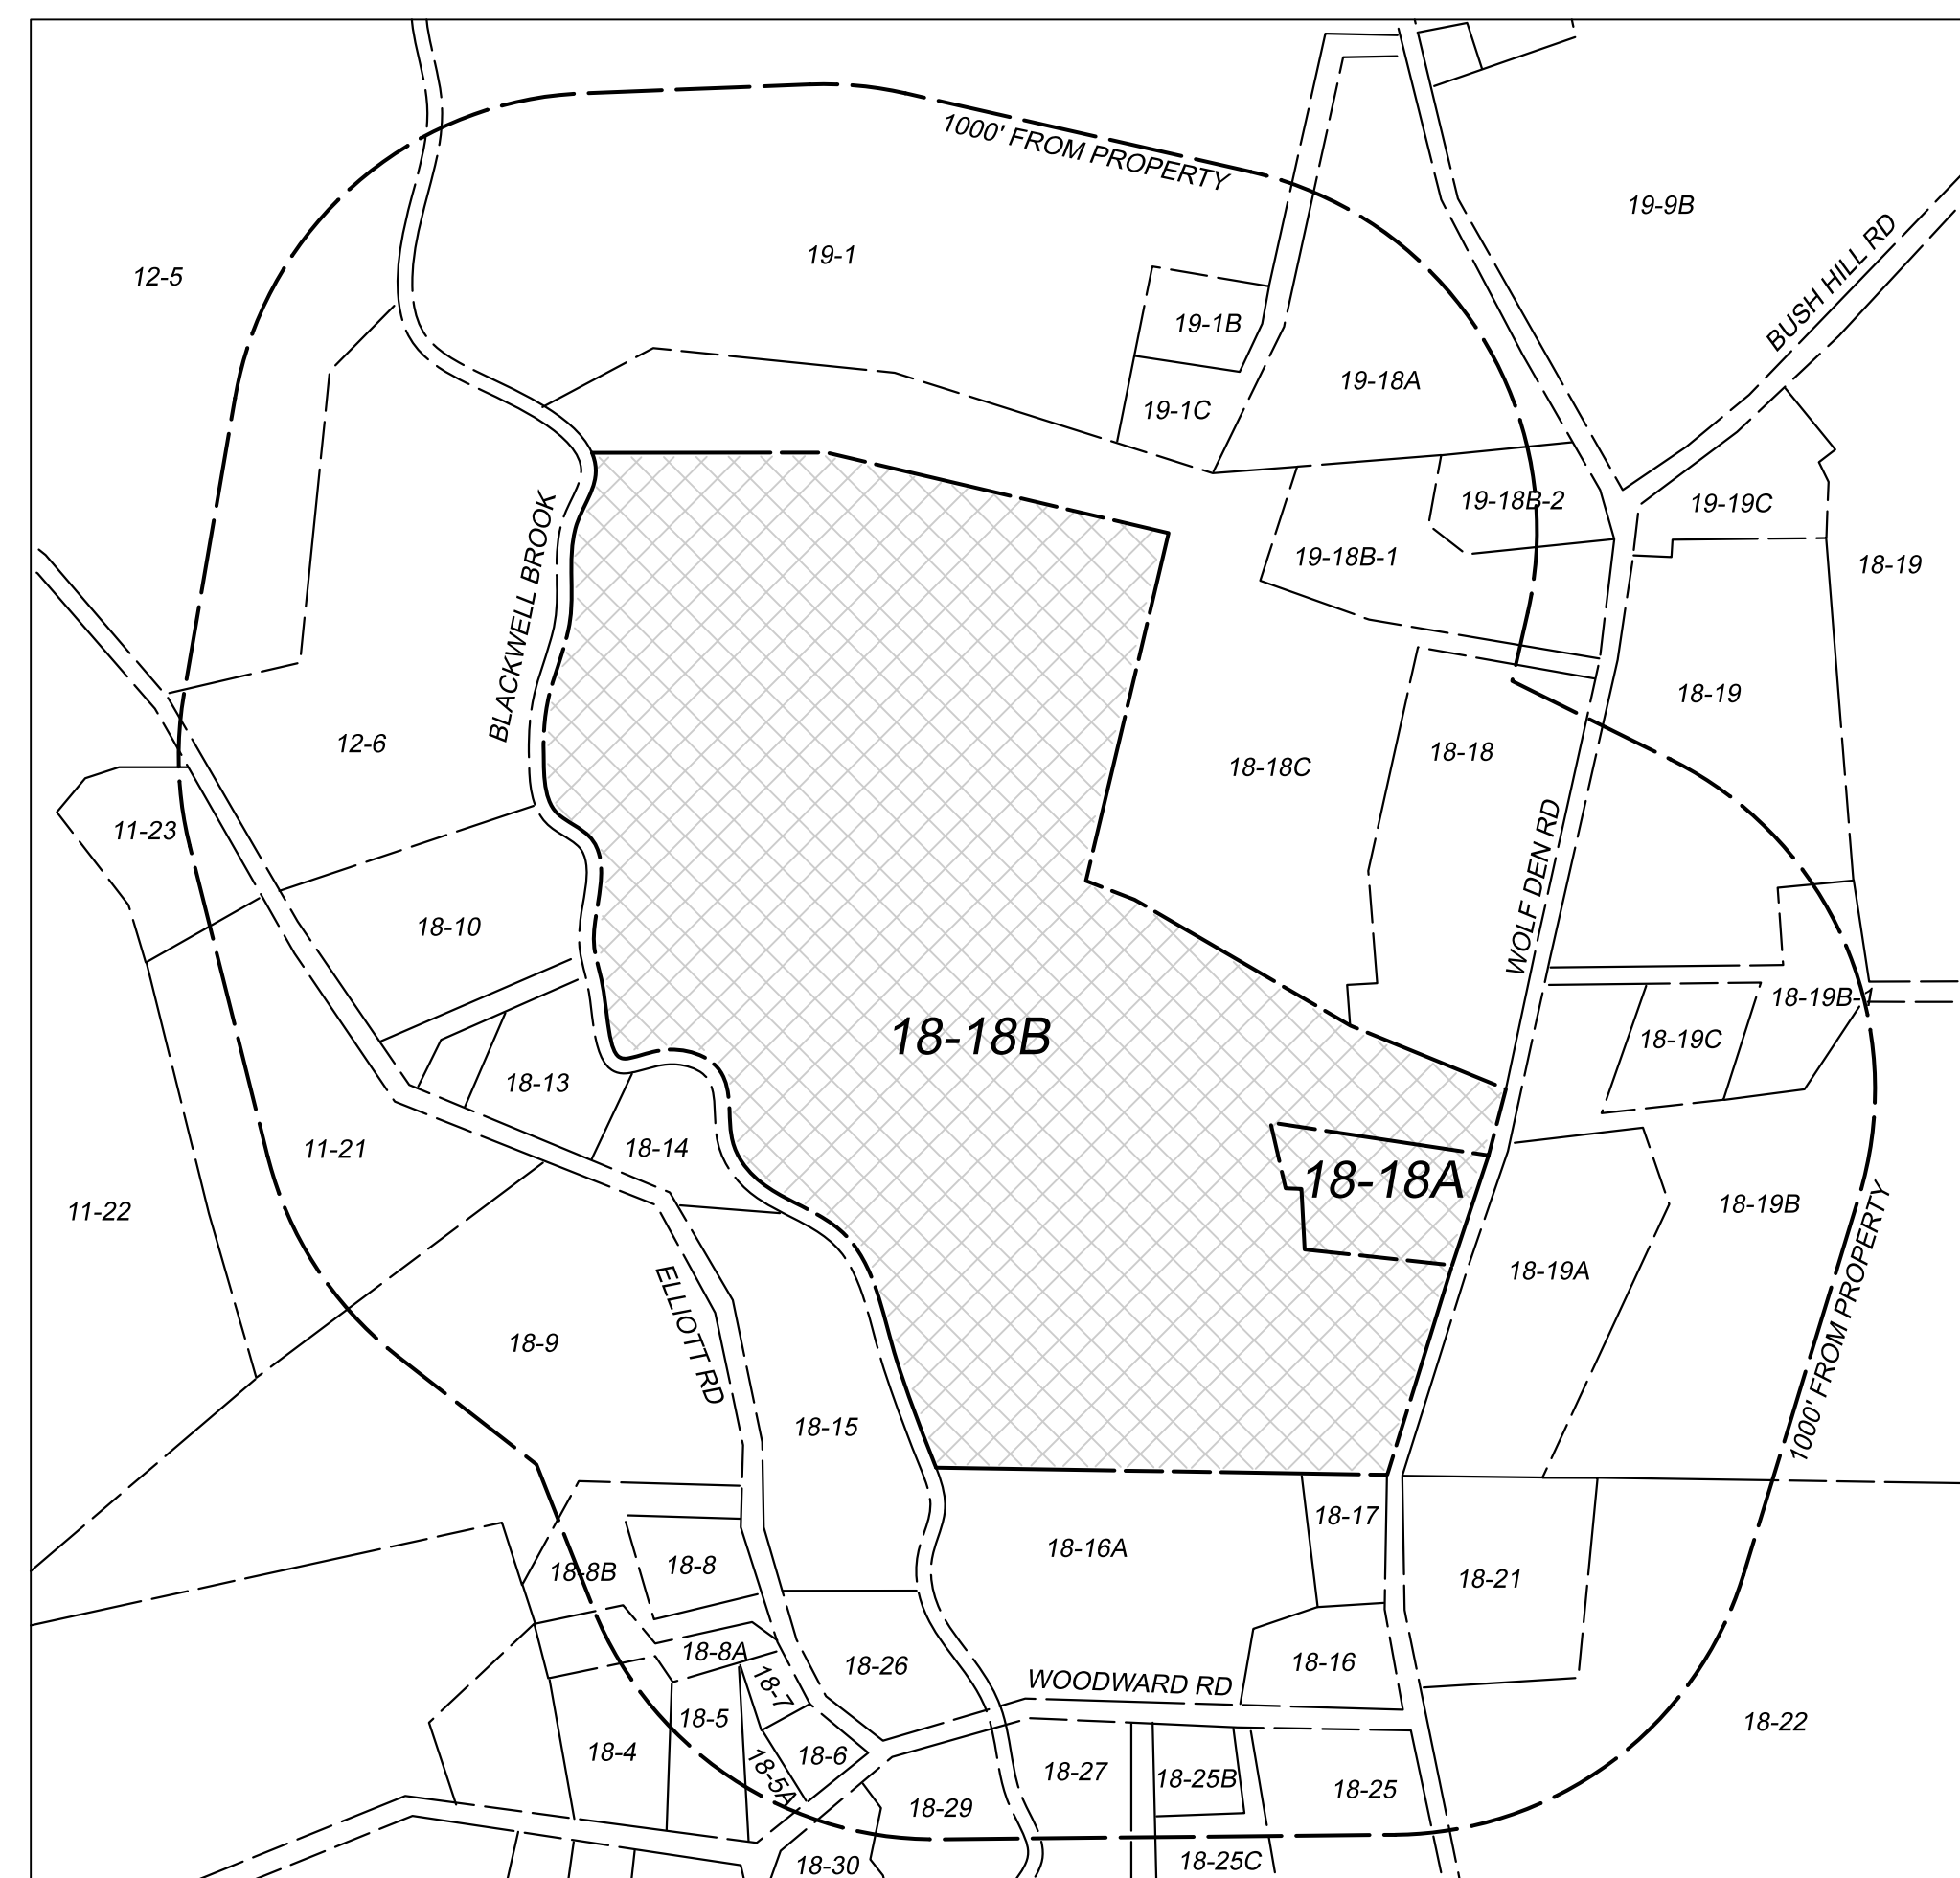 1000' FROM PROPERTY
19-9B
BUSH HILL RD
19-1
12-5
19-1B
19-18A
19-1C
19-18B-2
19-19C
19-18B-1
18-19
BLACKWELL BROOK
18-19
12-6
18-18
18-18C
11-23
WOLF DEN RD
18-10
18-19B-1
18-18B
18-19C
18-13
11-21
18-14
18-18A
11-22
18-19B
1000' FROM PROPERTY
18-19A
ELLIOTT RD
18-9
18-15
18-17
18-16A
18-8B
18-8
18-21
18-8A
18-26
18-16
18-7
WOODWARD RD
18-5
18-22
18-4
18-6
18-5A
18-27
18-25B
18-25
18-29
18-30
18-25C